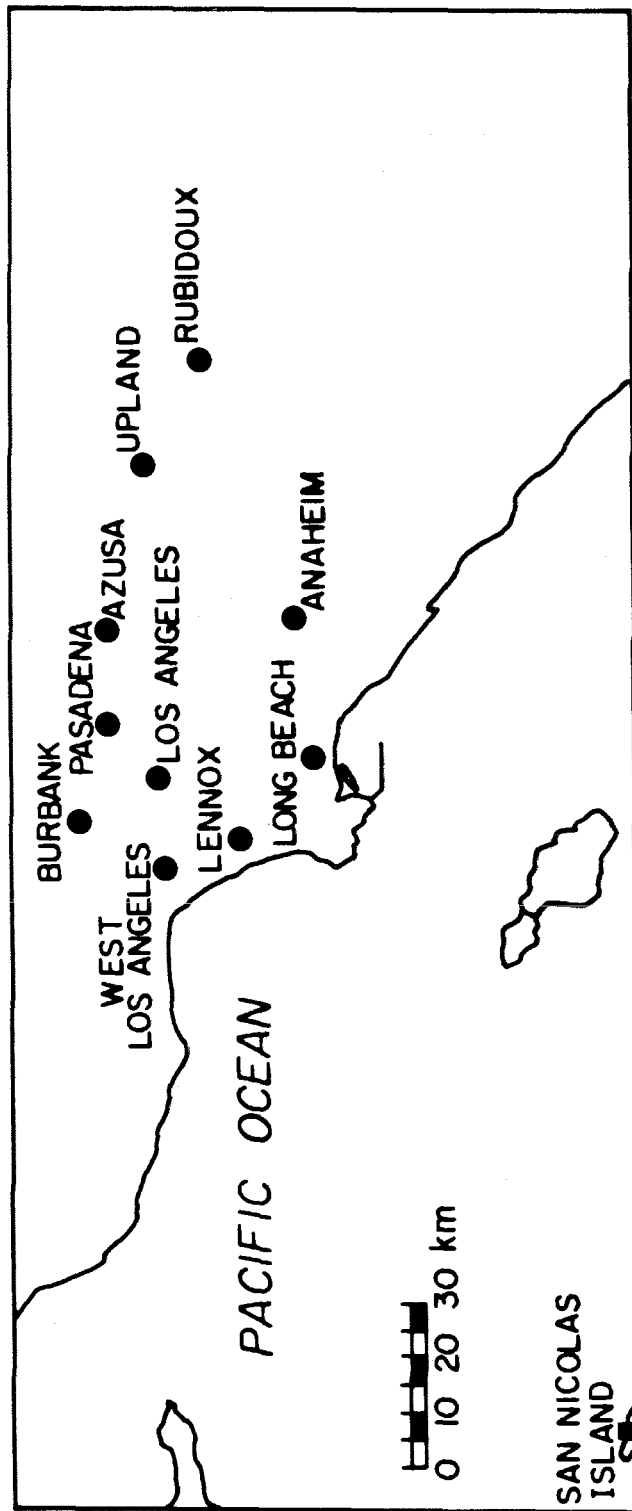 BURBANK
PASADENA
AZUSA
UPLAND
RUBIDOUX
WEST
LOS ANGELES
LOS ANGELES
LENNOX
LONG BEACH
ANAHEIM
PACIFIC OCEAN
0 10 20 30 km
SAN NICOLAS
ISLAND